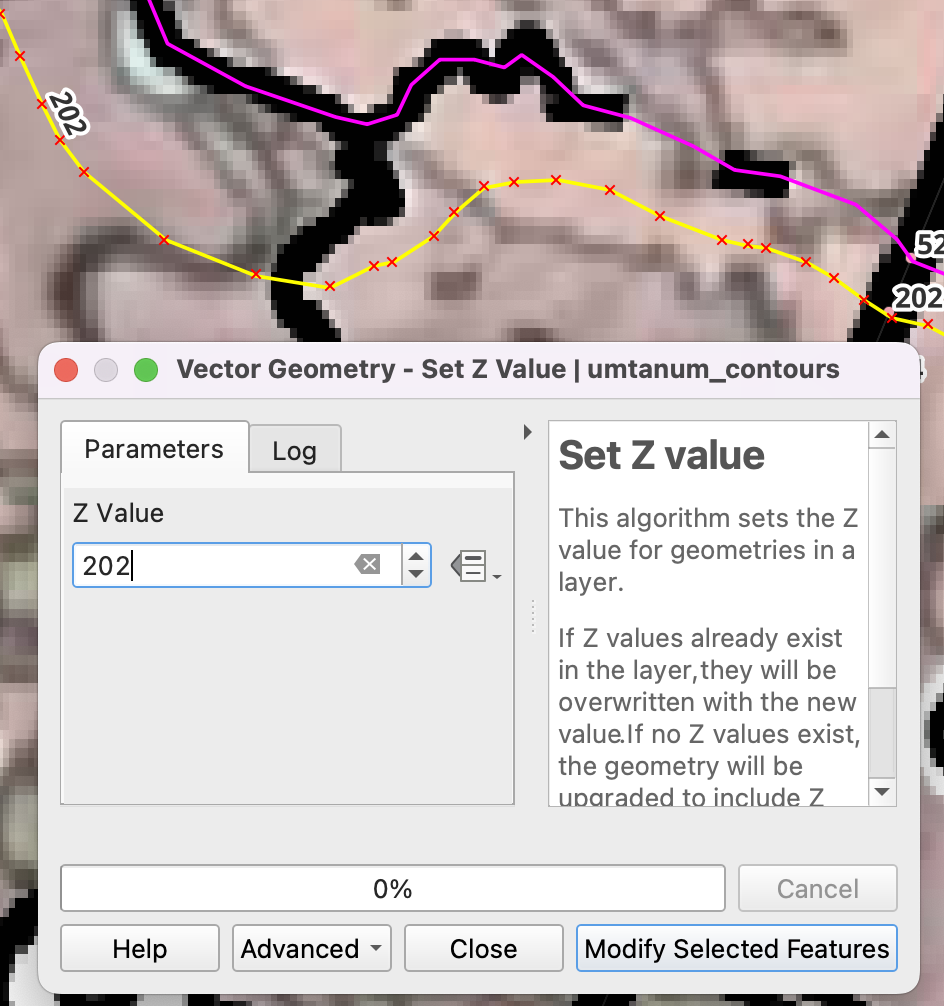 202
52
202
Vector Geometry - Set Z Value | umtanum_contours
Parameters
Log
Z Value
202
Set Z value
This algorithm sets the Z
value for geometries in a
layer.
If Z values already exist
in the layer,they will be
overwritten with the new
value.If no Z values exist,
the geometry will be
upgraded to include Z
0%
Cancel
Help
Advanced
Close
Modify Selected Features